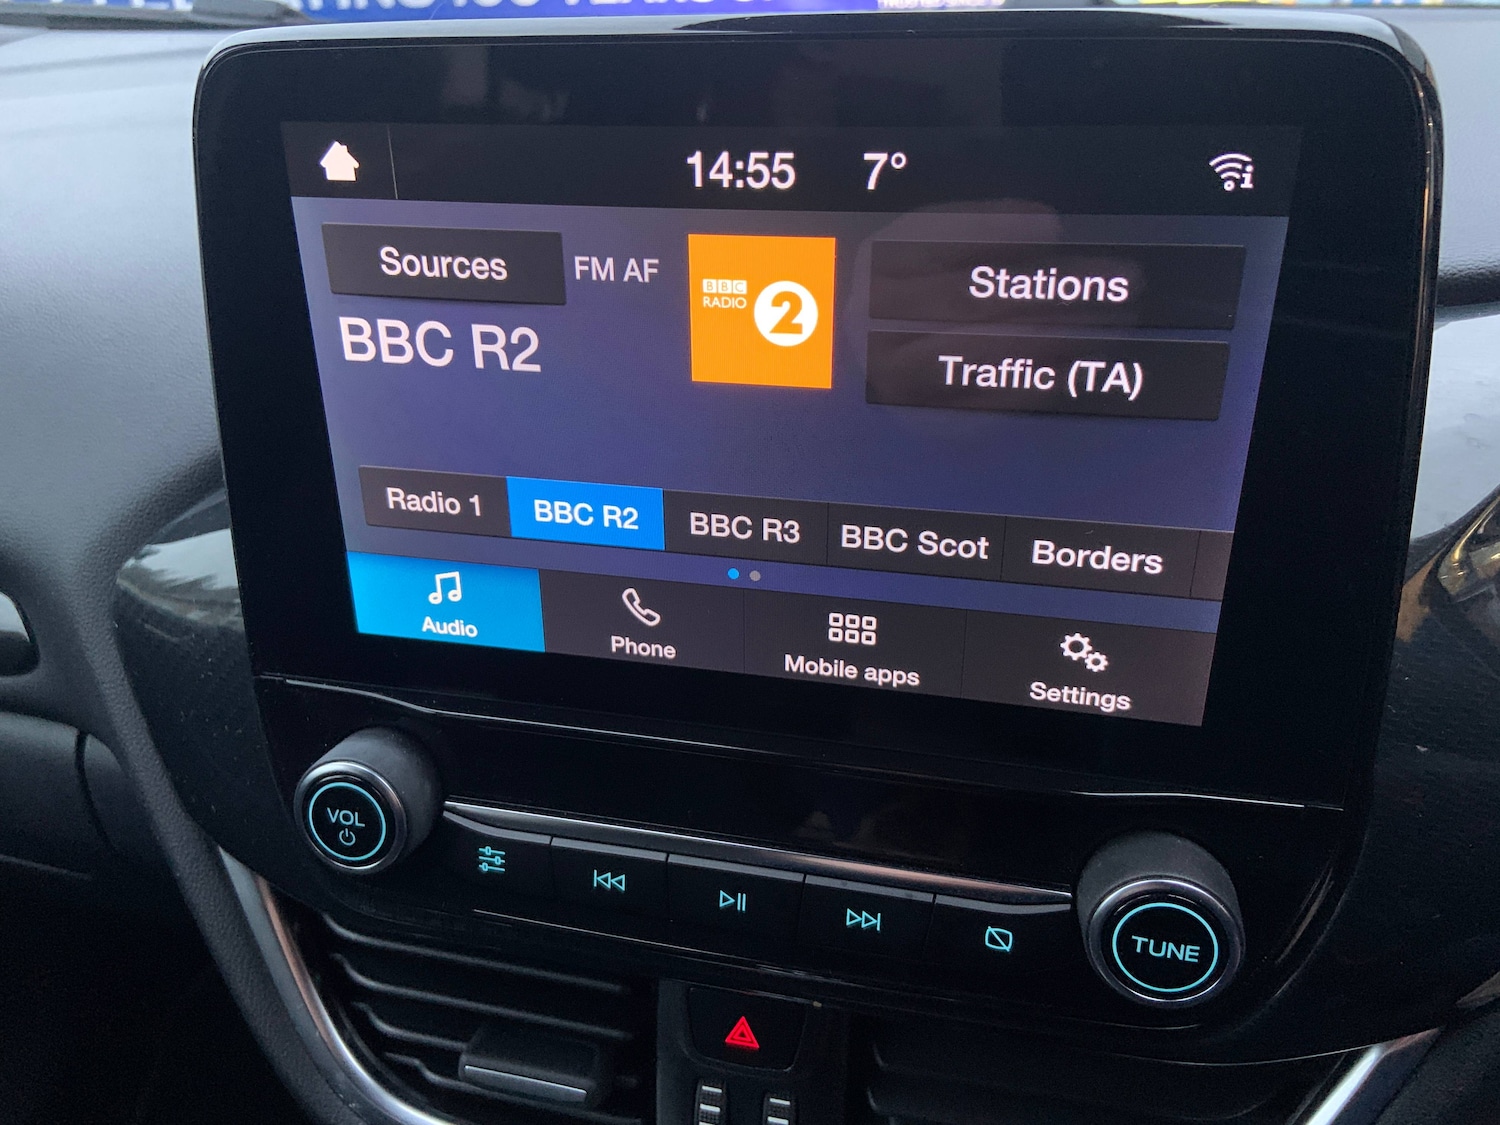 14:55 7°
Sources FM AF
BBC R2
BBC
RADIO 2
Stations
Traffic (TA)
Radio 1 BBC R2 BBC R3 BBC Scot Borders
Audio Phone Mobile apps Settings
VOL
TUNE